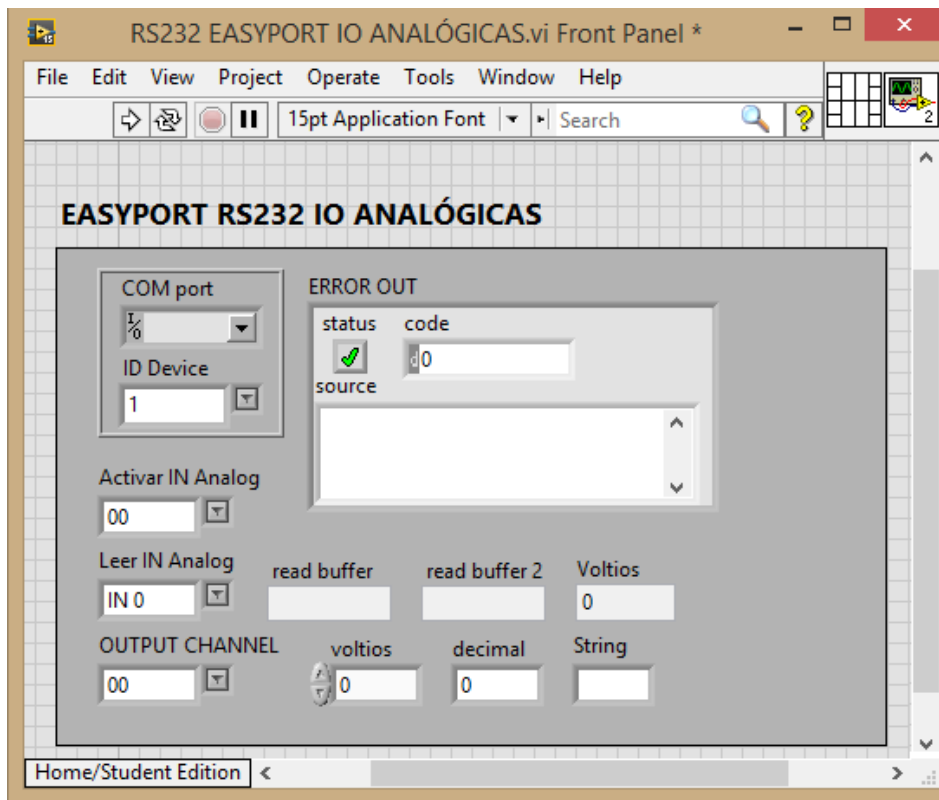 RS232 EASYPORT IO ANALÓGICAS.vi Front Panel *
File Edit View Project Operate Tools Window Help
15pt Application Font Search
2
EASYPORT RS232 IO ANALÓGICAS
COM port
ERROR OUT
status code
I/O
d 0
ID Device
source
1
Activar IN Analog
00
Leer IN Analog
read buffer read buffer 2 Voltios
IN 0
0
OUTPUT CHANNEL
voltios decimal String
00
0
0
Home/Student Edition